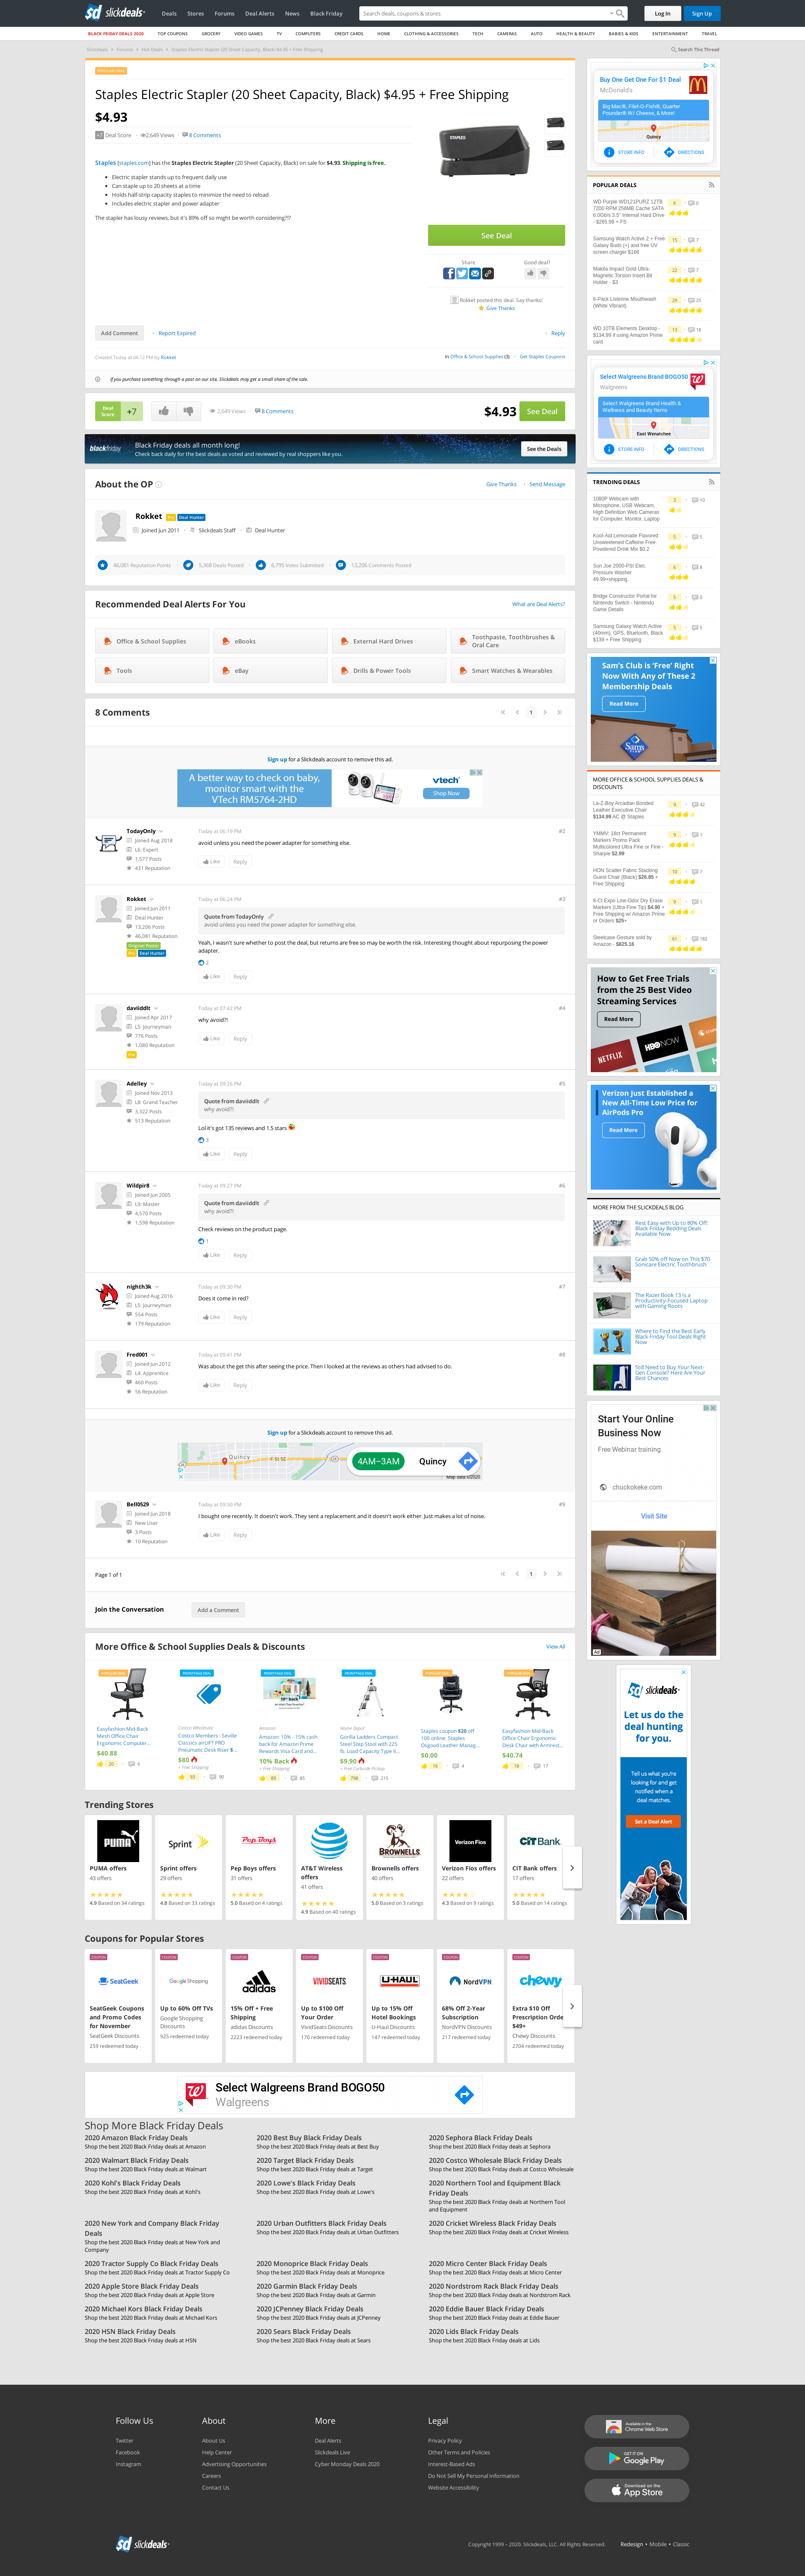 slickdeals
Deals Stores Forums Deal Alerts News Black Friday
Search deals, coupons & stores
Log In Sign Up
BLACK FRIDAY DEALS 2020 TOP COUPONS GROCERY VIDEO GAMES TV COMPUTERS CREDIT CARDS HOME CLOTHING & ACCESSORIES TECH CAMERAS AUTO HEALTH & BEAUTY BABIES & KIDS ENTERTAINMENT TRAVEL
Slickdeals Forums Hot Deals Staples Electric Stapler (20 Sheet Capacity, Black) $4.95 + Free Shipping
Search This Thread
Staples Electric Stapler (20 Sheet Capacity, Black) $4.95 + Free Shipping
$4.93
+7 Deal Score 2,649 Views 8 Comments
Staples [staples.com] has the Staples Electric Stapler (20 Sheet Capacity, Black) on sale for $4.93. Shipping is free.
Electric stapler stands up to frequent daily use
Can staple up to 20 sheets at a time
Holds half-strip capacity staples to minimize the need to reload
Includes electric stapler and power adapter
The stapler has lousy reviews, but it's 89% off so might be worth considering?!?
STAPLES
See Deal
Share Good deal?
Rokket posted this deal. Say thanks!
Give Thanks
Add Comment Report Expired Reply
Created Today at 06:12 PM by Rokket
in Office & School Supplies (3) Get Staples Coupons
If you purchase something through a post on our site, Slickdeals may get a small share of the sale.
Deal Score +7
2,649 Views 8 Comments
$4.93 See Deal
blackfriday
Black Friday deals all month long!
Check back daily for the best deals as voted and reviewed by real shoppers like you.
See the Deals
About the OP
Give Thanks Send Message
Rokket Pro Deal Hunter
Joined Jun 2011 Slickdeals Staff Deal Hunter
46,081 Reputation Points 5,368 Deals Posted 6,795 Votes Submitted 13,206 Comments Posted
Recommended Deal Alerts For You
What are Deal Alerts?
Office & School Supplies
eBooks
External Hard Drives
Toothpaste, Toothbrushes & Oral Care
Tools
eBay
Drills & Power Tools
Smart Watches & Wearables
8 Comments
1
Sign up for a Slickdeals account to remove this ad.
A better way to check on baby, monitor smart with the VTech RM5764-2HD
vtech
Shop Now
TodayOnly
Joined Aug 2018
L6: Expert
1,577 Posts
431 Reputation
Today at 06:19 PM #2
avoid unless you need the power adapter for something else.
Like Reply
Rokket
Joined Jun 2011
Deal Hunter
13,206 Posts
46,081 Reputation
Original Poster
Pro Deal Hunter
Today at 06:24 PM #3
Quote from TodayOnly
avoid unless you need the power adapter for something else.
Yeah, I wasn't sure whether to post the deal, but returns are free so may be worth the risk. Interesting thought about repurposing the power adapter.
2
Like Reply
daviiddlt
Joined Apr 2017
L5: Journeyman
776 Posts
1,080 Reputation
Pro
Today at 07:42 PM #4
why avoid?!
Like Reply
Adelley
Joined Nov 2013
L8: Grand Teacher
3,322 Posts
513 Reputation
Today at 09:26 PM #5
Quote from daviiddlt
why avoid?!
Lol it's got 135 reviews and 1.5 stars
3
Like Reply
Wildpir8
Joined Jun 2005
L9: Master
4,570 Posts
1,598 Reputation
Today at 09:27 PM #6
Quote from daviiddlt
why avoid?!
Check reviews on the product page.
1
Like Reply
nighth3k
Joined Aug 2016
L5: Journeyman
554 Posts
179 Reputation
Today at 09:30 PM #7
Does it come in red?
Like Reply
Fred001
Joined Jun 2012
L4: Apprentice
460 Posts
56 Reputation
Today at 09:41 PM #8
Was about the get this after seeing the price. Then I looked at the reviews as others had advised to do.
Like Reply
Sign up for a Slickdeals account to remove this ad.
4AM–3AM Quincy
Map data ©2020
Bell0529
Joined Jun 2018
New User
3 Posts
10 Reputation
Today at 09:50 PM #9
I bought one recently. It doesn't work. They sent a replacement and it doesn't work either. Just makes a lot of noise.
Like Reply
Page 1 of 1
1
Join the Conversation Add a Comment
More Office & School Supplies Deals & Discounts
View All
Easyfashion Mid-Back Mesh Office Chair Ergonomic Computer...
$40.88
20 6
Costco Wholesale
Costco Members : Seville Classics airLIFT PRO Pneumatic Desk Riser $...
$80
+ Free Shipping
93 90
Amazon
Amazon: 10% - 15% cash back for Amazon Prime Rewards Visa Card and...
10% Back
+ Free Shipping
89 85
Home Depot
Gorilla Ladders Compact Steel Step Stool with 225 lb. Load Capacity Type II...
$9.90
+ Free Curbside Pickup
798 215
Staples coupon $20 off 100 online: Staples Osgood Leather Manag...
$0.00
16 4
Easyfashion Mid-Back Office Chair Ergonomic Desk Chair with Armrest...
$40.74
18 17
Trending Stores
PUMA offers
43 offers
4.9 Based on 34 ratings
Sprint offers
29 offers
4.8 Based on 33 ratings
Pep Boys offers
31 offers
5.0 Based on 4 ratings
AT&T Wireless offers
41 offers
4.9 Based on 40 ratings
Brownells offers
40 offers
5.0 Based on 3 ratings
Verizon Fios offers
22 offers
4.3 Based on 9 ratings
CIT Bank offers
17 offers
5.0 Based on 14 ratings
Coupons for Popular Stores
SeatGeek Coupons and Promo Codes for November
SeatGeek Discounts
259 redeemed today
Up to 60% Off TVs
Google Shopping Discounts
925 redeemed today
15% Off + Free Shipping
adidas Discounts
2223 redeemed today
Up to $100 Off Your Order
VividSeats Discounts
170 redeemed today
Up to 15% Off Hotel Bookings
U-Haul Discounts
147 redeemed today
68% Off 2-Year Subscription
NordVPN Discounts
217 redeemed today
Extra $10 Off Prescription Orde $49+
Chewy Discounts
2704 redeemed today
Select Walgreens Brand BOGO50
Walgreens
Shop More Black Friday Deals
2020 Amazon Black Friday Deals
Shop the best 2020 Black Friday deals at Amazon
2020 Best Buy Black Friday Deals
Shop the best 2020 Black Friday deals at Best Buy
2020 Sephora Black Friday Deals
Shop the best 2020 Black Friday deals at Sephora
2020 Walmart Black Friday Deals
Shop the best 2020 Black Friday deals at Walmart
2020 Target Black Friday Deals
Shop the best 2020 Black Friday deals at Target
2020 Costco Wholesale Black Friday Deals
Shop the best 2020 Black Friday deals at Costco Wholesale
2020 Kohl's Black Friday Deals
Shop the best 2020 Black Friday deals at Kohl's
2020 Lowe's Black Friday Deals
Shop the best 2020 Black Friday deals at Lowe's
2020 Northern Tool and Equipment Black Friday Deals
Shop the best 2020 Black Friday deals at Northern Tool and Equipment
2020 New York and Company Black Friday Deals
Shop the best 2020 Black Friday deals at New York and Company
2020 Urban Outfitters Black Friday Deals
Shop the best 2020 Black Friday deals at Urban Outfitters
2020 Cricket Wireless Black Friday Deals
Shop the best 2020 Black Friday deals at Cricket Wireless
2020 Tractor Supply Co Black Friday Deals
Shop the best 2020 Black Friday deals at Tractor Supply Co
2020 Monoprice Black Friday Deals
Shop the best 2020 Black Friday deals at Monoprice
2020 Micro Center Black Friday Deals
Shop the best 2020 Black Friday deals at Micro Center
2020 Apple Store Black Friday Deals
Shop the best 2020 Black Friday deals at Apple Store
2020 Garmin Black Friday Deals
Shop the best 2020 Black Friday deals at Garmin
2020 Nordstrom Rack Black Friday Deals
Shop the best 2020 Black Friday deals at Nordstrom Rack
2020 Michael Kors Black Friday Deals
Shop the best 2020 Black Friday deals at Michael Kors
2020 JCPenney Black Friday Deals
Shop the best 2020 Black Friday deals at JCPenney
2020 Eddie Bauer Black Friday Deals
Shop the best 2020 Black Friday deals at Eddie Bauer
2020 HSN Black Friday Deals
Shop the best 2020 Black Friday deals at HSN
2020 Sears Black Friday Deals
Shop the best 2020 Black Friday deals at Sears
2020 Lids Black Friday Deals
Shop the best 2020 Black Friday deals at Lids
Buy One Get One For $1 Deal
McDonald's
Big Mac®, Filet-O-Fish®, Quarter Pounder® W/ Cheese, & More!
Quincy
STORE INFO DIRECTIONS
POPULAR DEALS
WD Purple WD121PURZ 12TB 7200 RPM 256MB Cache SATA 6.0Gb/s 3.5" Internal Hard Drive - $265.99 + FS
6 0
Samsung Watch Active 2 + Free Galaxy Buds (+) and free UV screen charger $166
15 7
Makita Impact Gold Ultra-Magnetic Torsion Insert Bit Holder - $3
22 7
6-Pack Listerine Mouthwash (White Vibrant)
28 25
WD 10TB Elements Desktop - $134.99 if using Amazon Prime card
13 18
Select Walgreens Brand BOGO50
Walgreens
Select Walgreens Brand Health & Wellness and Beauty Items
East Wenatchee
STORE INFO DIRECTIONS
TRENDING DEALS
1080P Webcam with Microphone, USB Webcam, High Definition Web Cameras for Computer, Monitor, Laptop
3 10
Kool-Aid Lemonade Flavored Unsweetened Caffeine Free Powdered Drink Mix $0.2
5 5
Sun Joe 2000-PSI Elec. Pressure Washer 49.99+shipping.
6 8
Bridge Constructor Portal for Nintendo Switch - Nintendo Game Details
5 0
Samsung Galaxy Watch Active (40mm), GPS, Bluetooth, Black $139 + Free Shipping
5 5
Sam's Club is 'Free' Right Now With Any of These 2 Membership Deals
Read More
MORE OFFICE & SCHOOL SUPPLIES DEALS & DISCOUNTS
La-Z-Boy Arcadian Bonded Leather Executive Chair $134.99 AC @ Staples
9 42
YMMV: 18ct Permanent Markers Promo Pack Multicolored Ultra Fine or Fine - Sharpie $2.99
9 1
HON Scatter Fabric Stacking Guest Chair (Black) $26.85 + Free Shipping
10 7
8-Ct Expo Low-Odor Dry Erase Markers (Ultra-Fine Tip) $4.90 + Free Shipping w/ Amazon Prime or Orders $25+
9 1
Steelcase Gesture sold by Amazon - $825.16
61 182
How to Get Free Trials from the 25 Best Video Streaming Services
Read More
NETFLIX HBO NOW
Verizon Just Established a New All-Time Low Price for AirPods Pro
Read More
MORE FROM THE SLICKDEALS BLOG
Rest Easy with Up to 80% Off: Black Friday Bedding Deals Available Now
Grab 50% off Now on This $70 Sonicare Electric Toothbrush
The Razer Book 13 Is a Productivity-Focused Laptop with Gaming Roots
Where to Find the Best Early Black Friday Tool Deals Right Now
Still Need to Buy Your Next-Gen Console? Here Are Your Best Chances
Start Your Online Business Now
Free Webinar training
chuckokeke.com
Visit Site
Ad
slickdeals
Let us do the deal hunting for you.
Tell us what you're looking for and get notified when a deal matches.
Set a Deal Alert
Follow Us
Twitter
Facebook
Instagram
About
About Us
Help Center
Advertising Opportunities
Careers
Contact Us
More
Deal Alerts
Slickdeals Live
Cyber Monday Deals 2020
Legal
Privacy Policy
Other Terms and Policies
Interest-Based Ads
Do Not Sell My Personal Information
Website Accessibility
Available in the Chrome Web Store
GET IT ON Google Play
Download on the App Store
slickdeals
Copyright 1999 – 2020. Slickdeals, LLC. All Rights Reserved. Redesign • Mobile • Classic